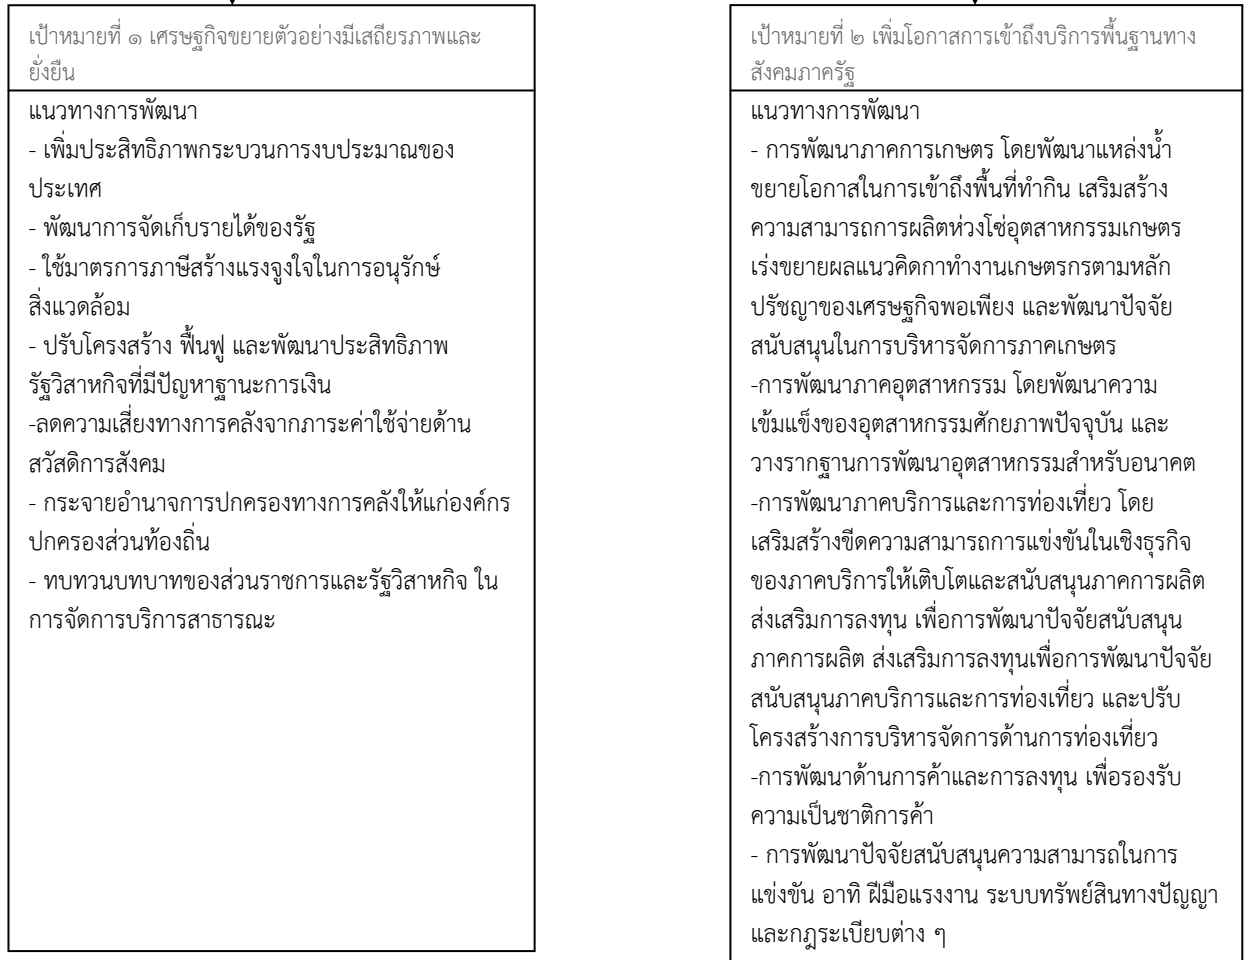 เป้าหมายที่ ๑ เศรษฐกิจขยายตัวอย่างมีเสถียรภาพและ
ยั่งยืน
แนวทางการพัฒนา
- เพิ่มประสิทธิภาพกระบวนการงบประมาณของ
ประเทศ
- พัฒนาการจัดเก็บรายได้ของรัฐ
- ใช้มาตรการภาษีสร้างแรงจูงใจในการอนุรักษ์
สิ่งแวดล้อม
- ปรับโครงสร้าง ฟื้นฟู และพัฒนาประสิทธิภาพ
รัฐวิสาหกิจที่มีปัญหาฐานะการเงิน
-ลดความเสี่ยงทางการคลังจากภาระค่าใช้จ่ายด้าน
สวัสดิการสังคม
- กระจายอำนาจการปกครองทางการคลังให้แก่องค์กร
ปกครองส่วนท้องถิ่น
- ทบทวนบทบาทของส่วนราชการและรัฐวิสาหกิจ ใน
การจัดการบริการสาธารณะ
เป้าหมายที่ ๒ เพิ่มโอกาสการเข้าถึงบริการพื้นฐานทาง
สังคมภาครัฐ
แนวทางการพัฒนา
- การพัฒนาภาคการเกษตร โดยพัฒนาแหล่งน้ำ
ขยายโอกาสในการเข้าถึงพื้นที่ทำกิน เสริมสร้าง
ความสามารถการผลิตห่วงโซ่อุตสาหกรรมเกษตร
เร่งขยายผลแนวคิดกาทำงานเกษตรกรตามหลัก
ปรัชญาของเศรษฐกิจพอเพียง และพัฒนาปัจจัย
สนับสนุนในการบริหารจัดการภาคเกษตร
-การพัฒนาภาคอุตสาหกรรม โดยพัฒนาความ
เข้มแข็งของอุตสาหกรรมศักยภาพปัจจุบัน และ
วางรากฐานการพัฒนาอุตสาหกรรมสำหรับอนาคต
-การพัฒนาภาคบริการและการท่องเที่ยว โดย
เสริมสร้างขีดความสามารถการแข่งขันในเชิงธุรกิจ
ของภาคบริการให้เติบโตและสนับสนุนภาคการผลิต
ส่งเสริมการลงทุน เพื่อการพัฒนาปัจจัยสนับสนุน
ภาคการผลิต ส่งเสริมการลงทุนเพื่อการพัฒนาปัจจัย
สนับสนุนภาคบริการและการท่องเที่ยว และปรับ
โครงสร้างการบริหารจัดการด้านการท่องเที่ยว
-การพัฒนาด้านการค้าและการลงทุน เพื่อรองรับ
ความเป็นชาติการค้า
- การพัฒนาปัจจัยสนับสนุนความสามารถในการ
แข่งขัน อาทิ ฝีมือแรงงาน ระบบทรัพย์สินทางปัญญา
และกฎระเบียบต่าง ๆ